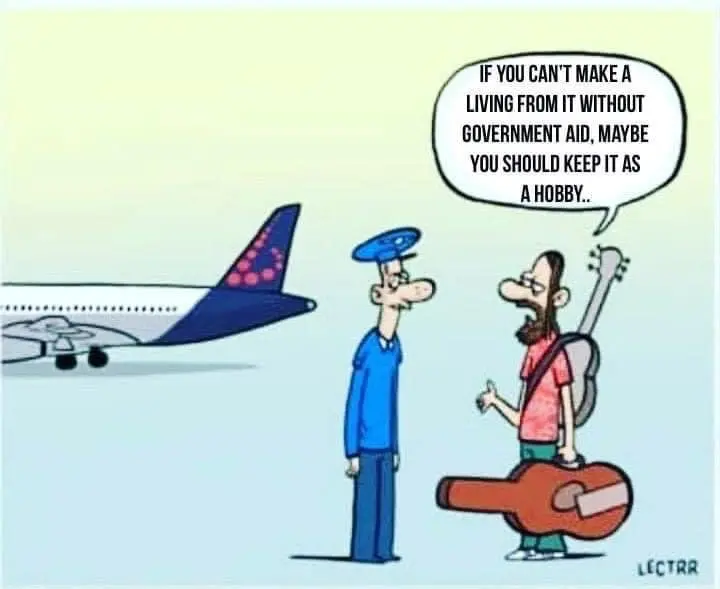 IF YOU CAN'T MAKE A
LIVING FROM IT WITHOUT
GOVERNMENT AID, MAYBE
YOU SHOULD KEEP IT AS
A HOBBY..
LECTRR